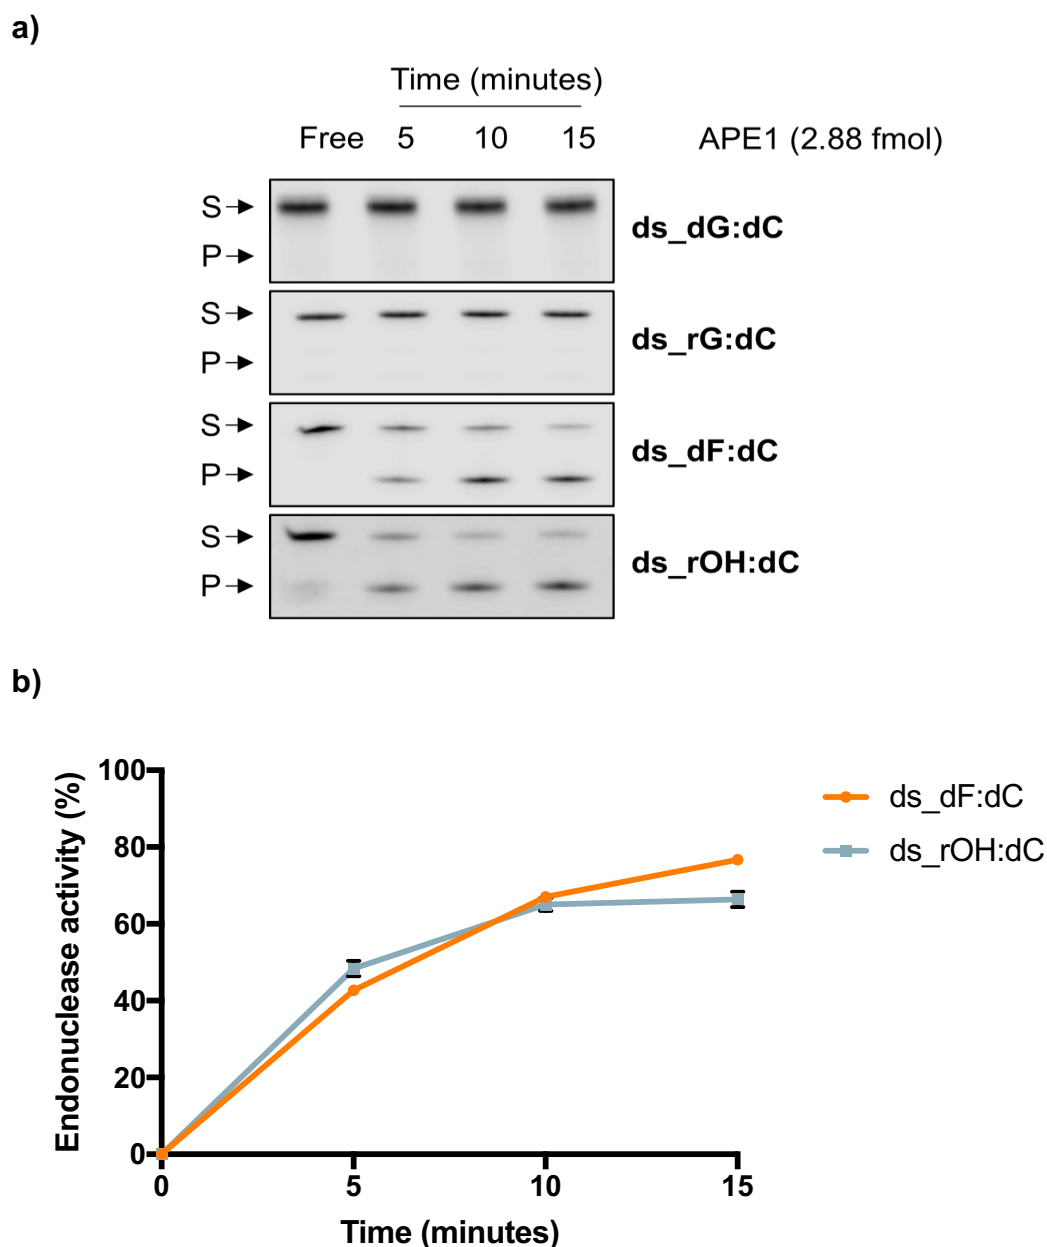 a)
Time (minutes)
Free 5 10 15 APE1 (2.88 fmol)
S
P
ds_dG:dC
S
P
ds_rG:dC
S
P
ds_dF:dC
S
P
ds_rOH:dC
b)
Endonuclease activity (%)
100
80
60
40
20
0
0 5 10 15
Time (minutes)
ds_dF:dC
ds_rOH:dC